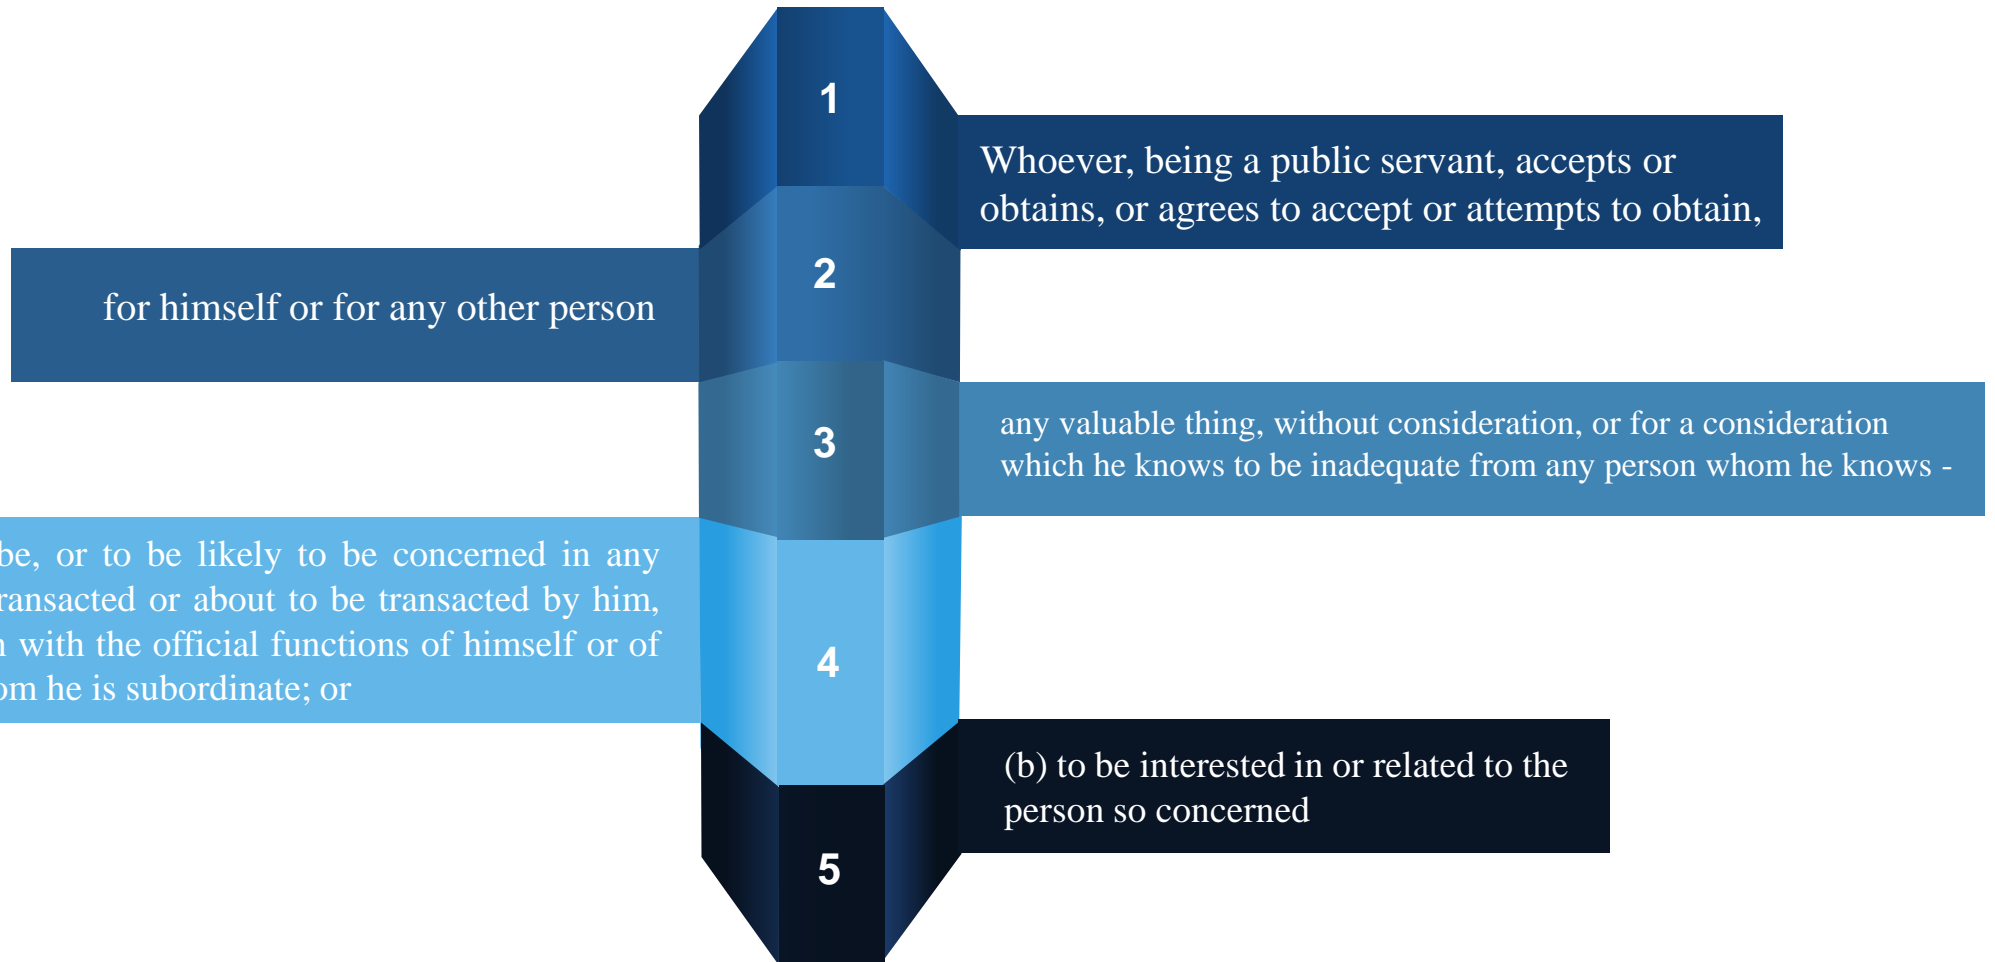 1
Whoever, being a public servant, accepts or
obtains, or agrees to accept or attempts to obtain,
2
for himself or for any other person
3
any valuable thing, without consideration, or for a consideration
which he knows to be inadequate from any person whom he knows -
4
be, or to be likely to be concerned in any
transacted or about to be transacted by him,
with the official functions of himself or of
he is subordinate; or
(b) to be interested in or related to the
person so concerned
5